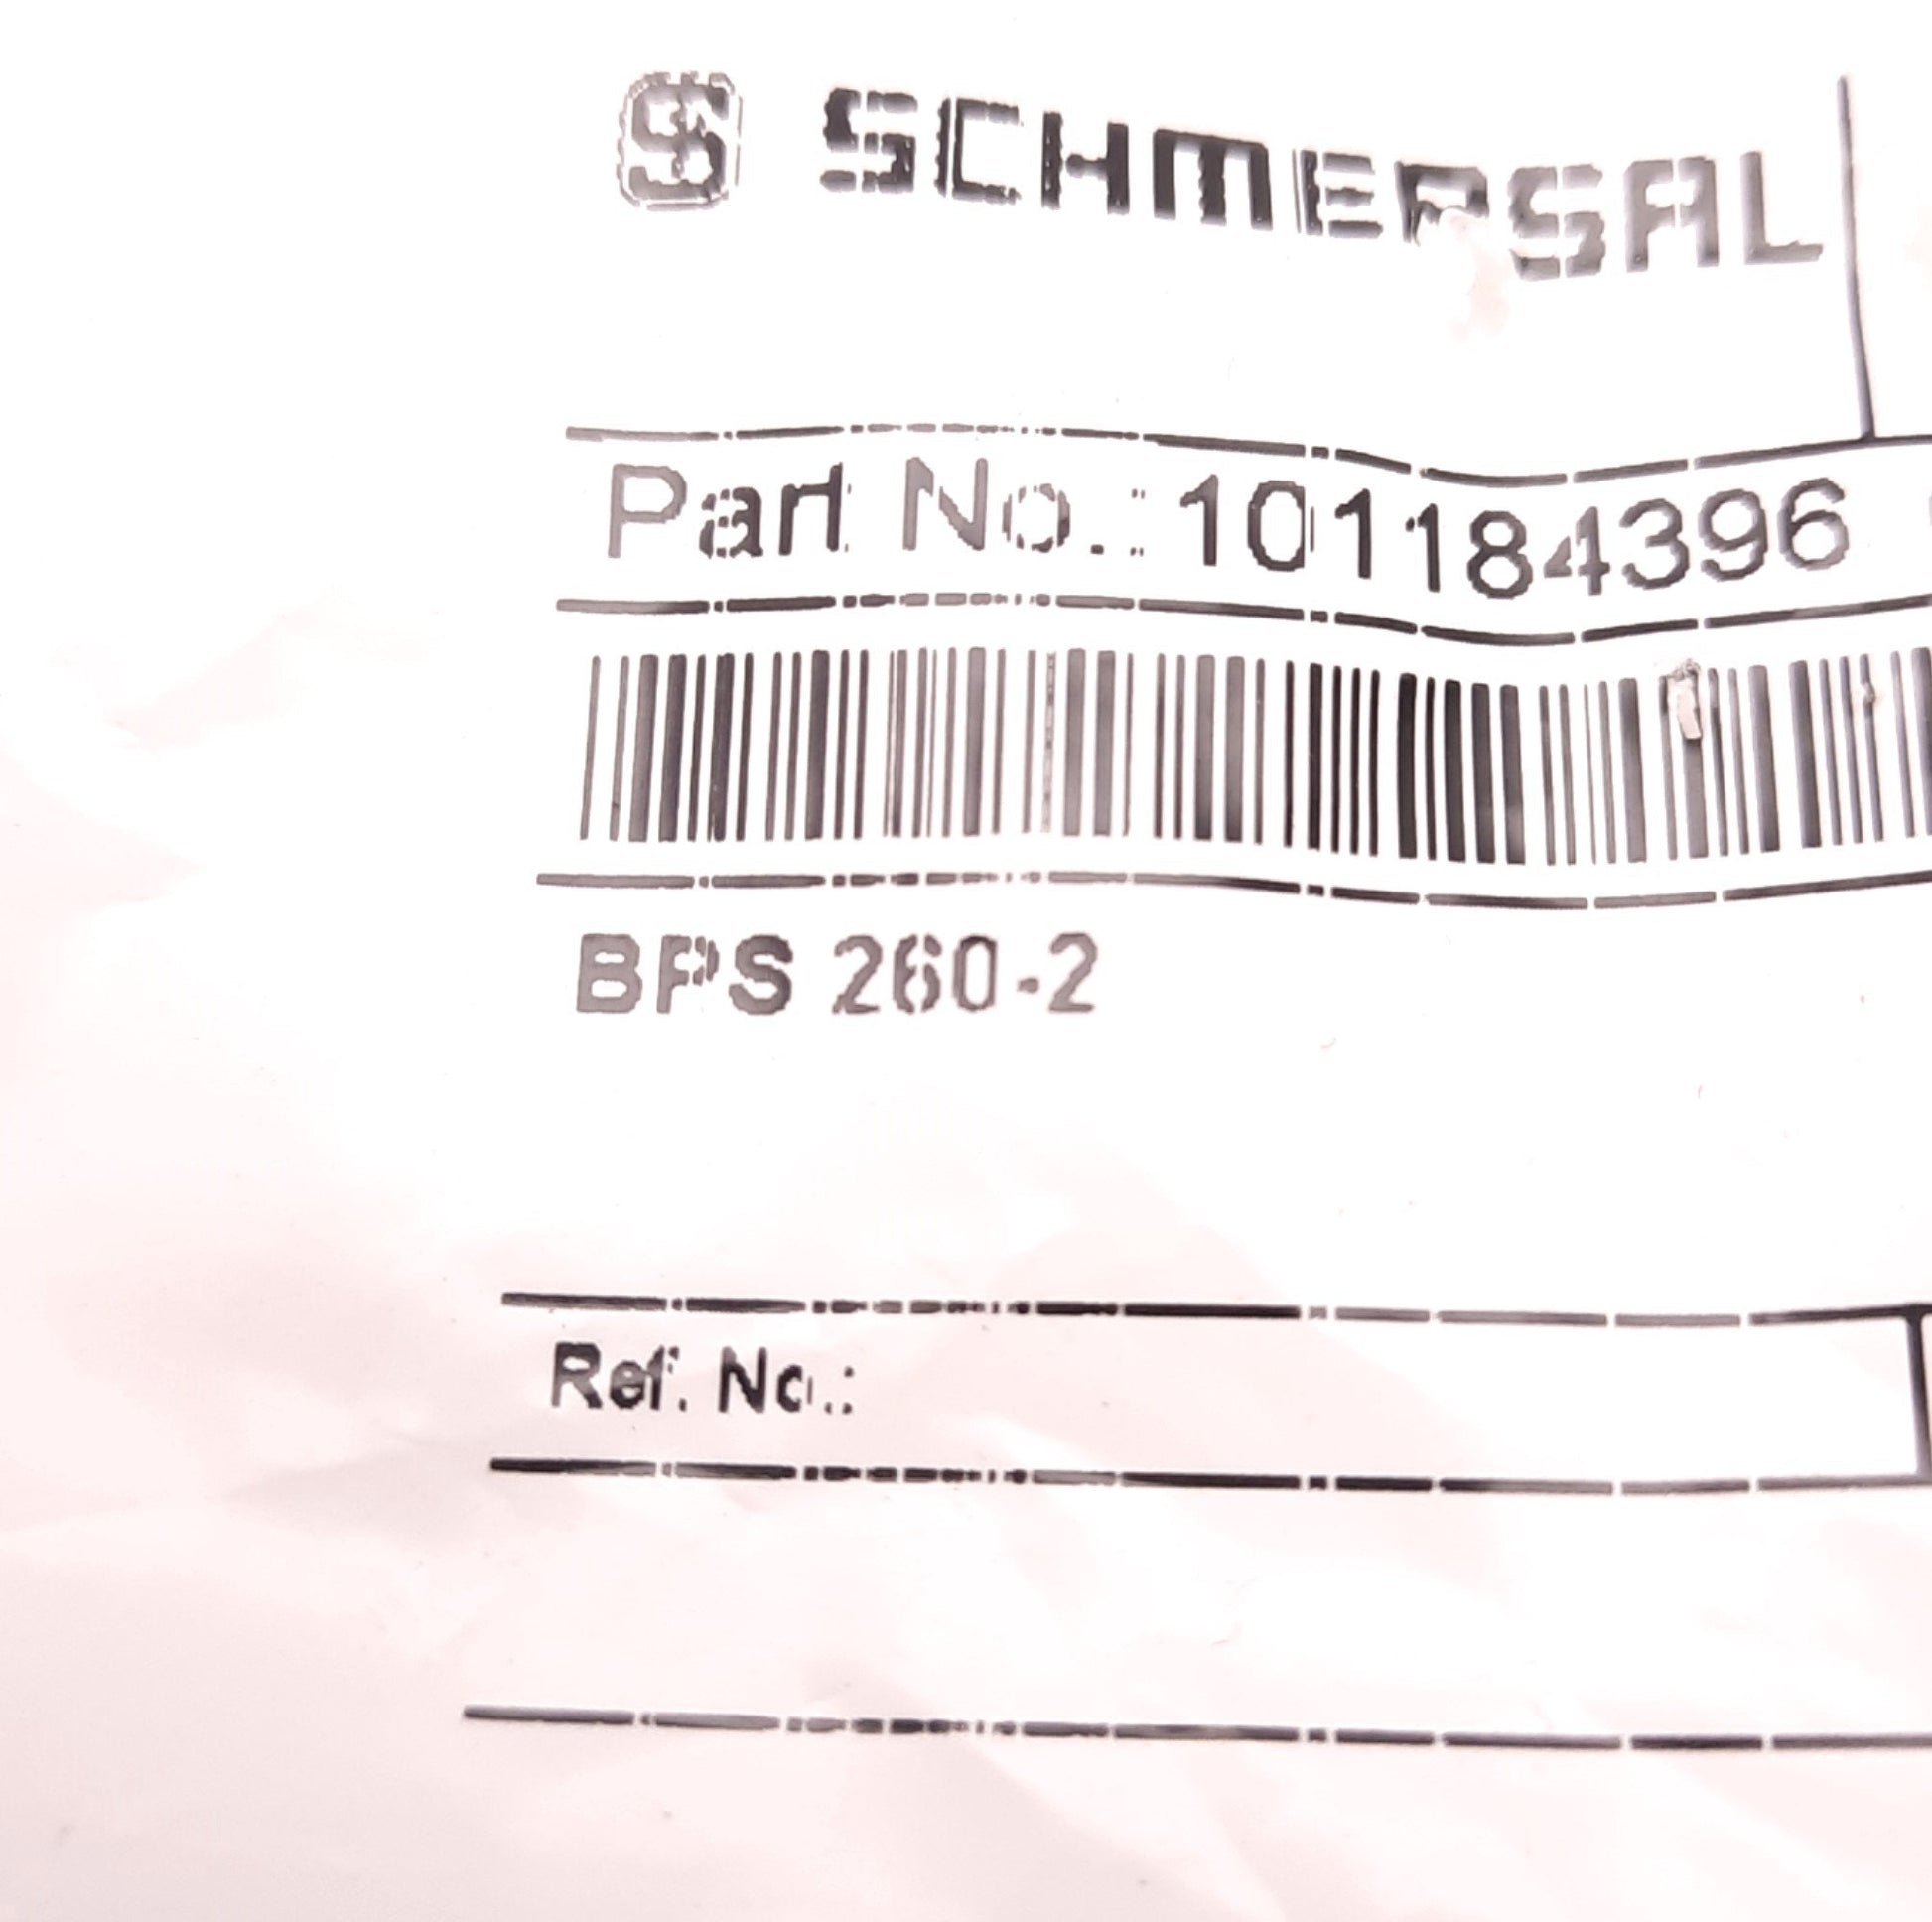 S SCHMERSAL
Part No.: 101184396
BPS 260-2
Ref. No.: